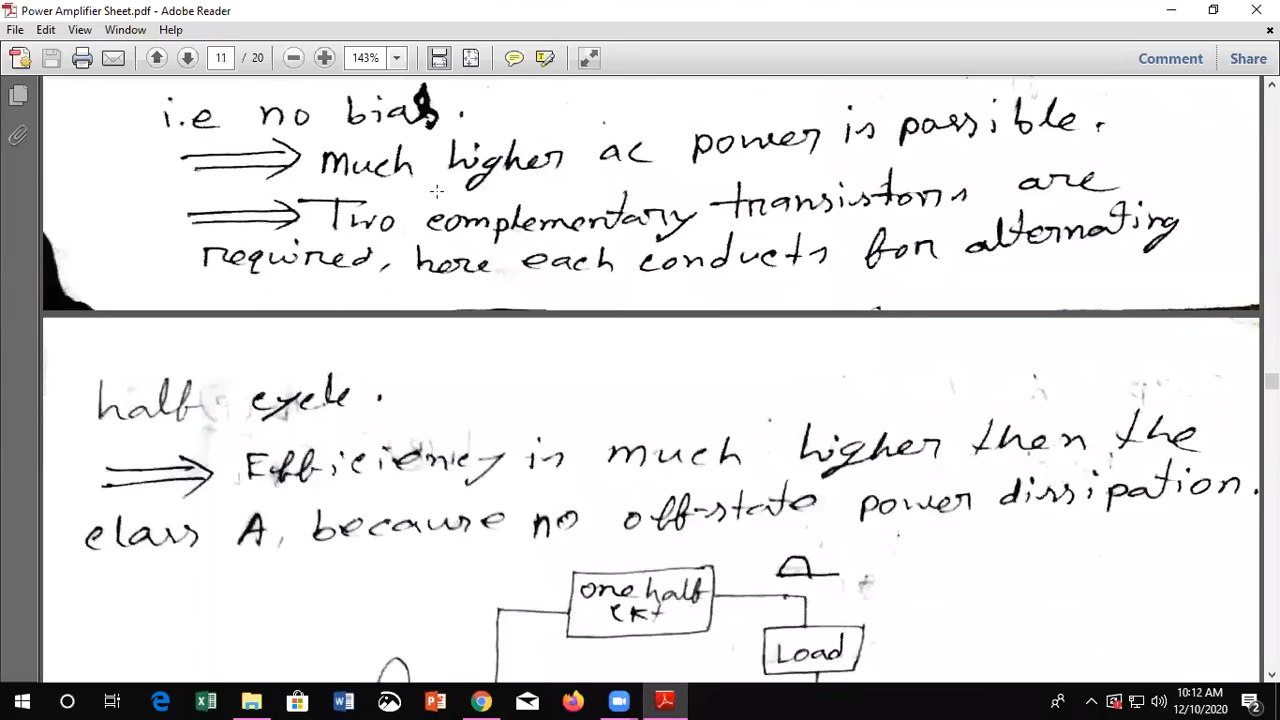 Power Amplifier Sheet.pdf - Adobe Reader
File Edit View Window Help
11 / 20 143% Comment Share
i.e no bias.
⇒ Much higher ac power is possible.
⇒ Two complementary transistors are
required, here each conducts for alternating
half cycle.
⇒ Efficiency is much higher then the
class A, because no off-state power dissipation.
one half
ckt
Load
10:12 AM
12/10/2020
2